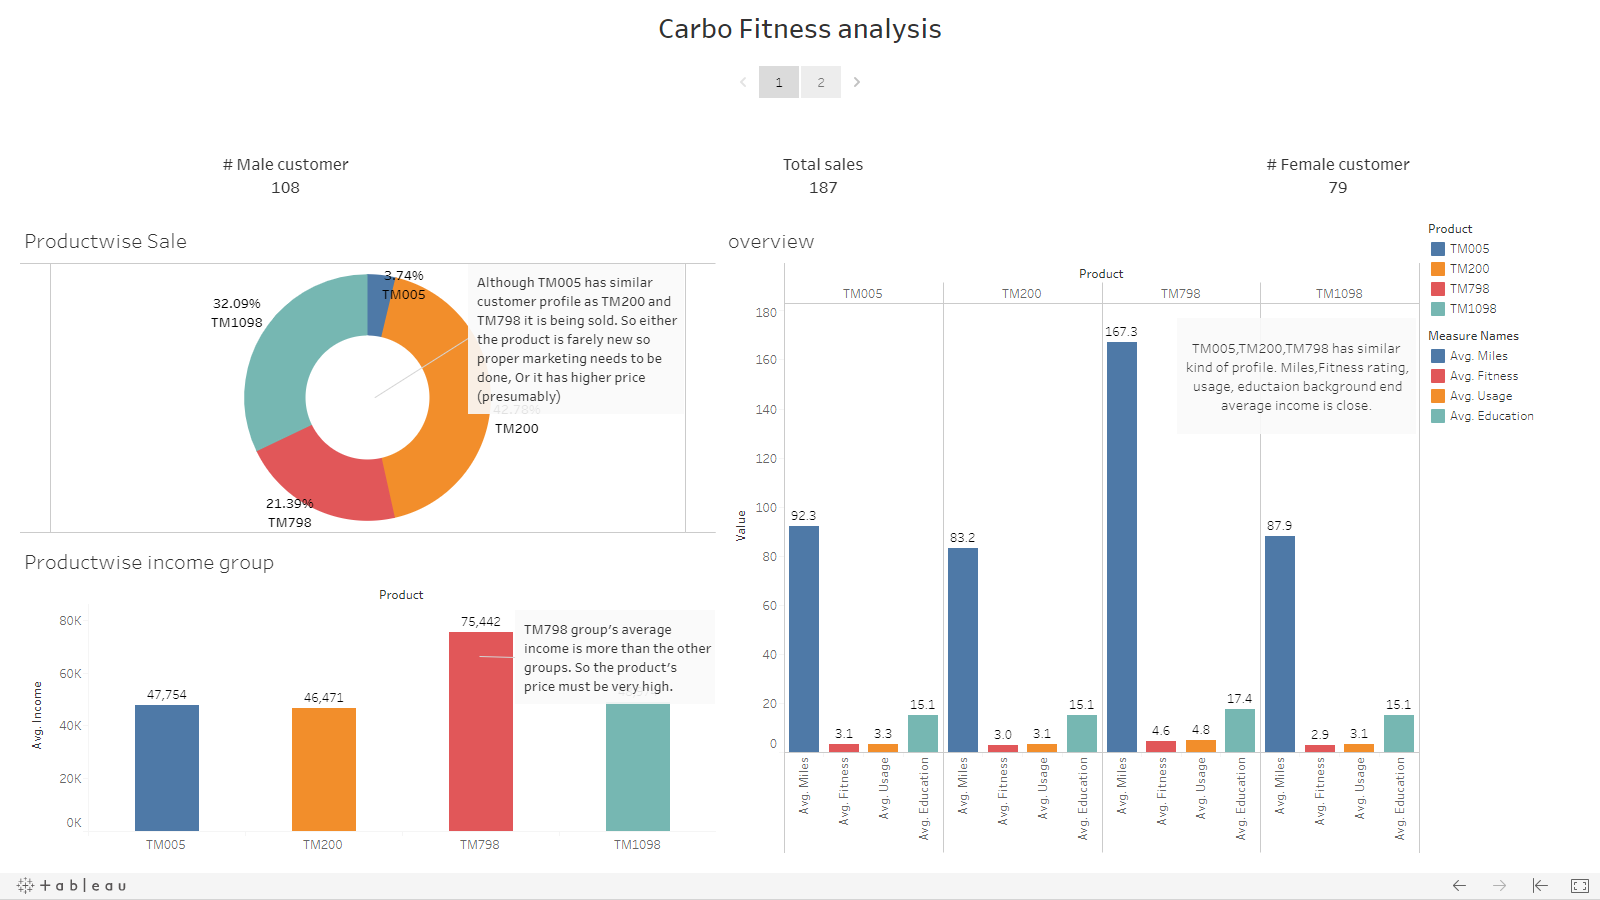 Carbo Fitness analysis
1
2
# Male customer
108
Total sales
187
# Female customer
79
Productwise Sale
3.74%
TM005
32.09%
TM1098
42.78%
TM200
21.39%
TM798
Although TM005 has similar
customer profile as TM200 and
TM798 it is being sold. So either
the product is farely new so
proper marketing needs to be
done, Or it has higher price
(presumably)
Productwise income group
Product
Avg. Income
80K
60K
40K
20K
0K
47,754
46,471
75,442
TM005
TM200
TM798
TM1098
TM798 group's average
income is more than the other
groups. So the product's
price must be very high.
overview
Product
TM005
TM200
TM798
TM1098
Value
180
160
140
120
100
80
60
40
20
0
92.3
3.1
3.3
15.1
83.2
3.0
3.1
15.1
167.3
4.6
4.8
17.4
87.9
2.9
3.1
15.1
TM005,TM200,TM798 has similar
kind of profile. Miles,Fitness rating,
usage, eductaion background end
average income is close.
Avg. Miles
Avg. Fitness
Avg. Usage
Avg. Education
Avg. Miles
Avg. Fitness
Avg. Usage
Avg. Education
Avg. Miles
Avg. Fitness
Avg. Usage
Avg. Education
Avg. Miles
Avg. Fitness
Avg. Usage
Avg. Education
Product
TM005
TM200
TM798
TM1098
Measure Names
Avg. Miles
Avg. Fitness
Avg. Usage
Avg. Education
+ableau